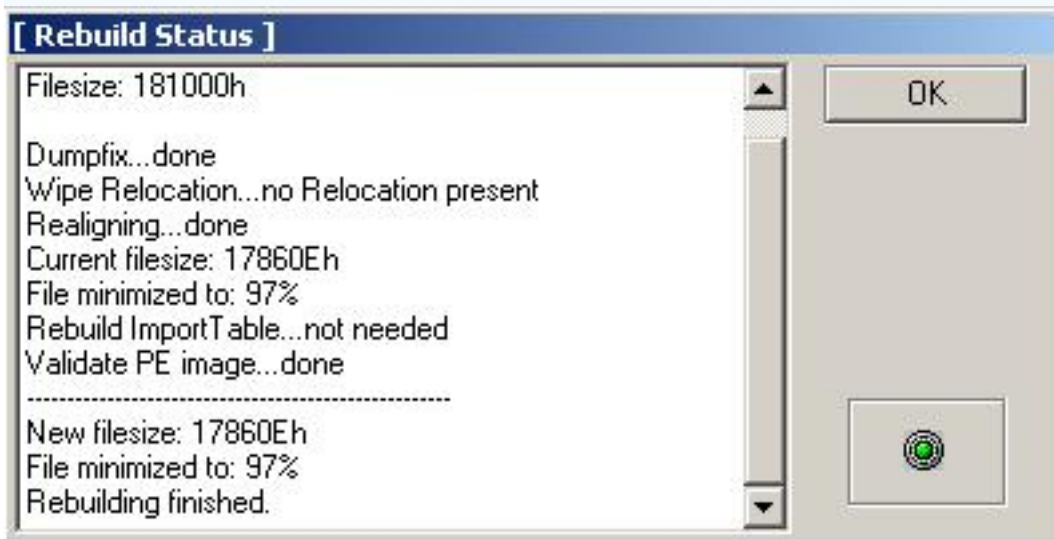 [ Rebuild Status ]
Filesize: 181000h
OK
Dumpfix...done
Wipe Relocation...no Relocation present
Realigning...done
Current filesize: 17860Eh
File minimized to: 97%
Rebuild ImportTable...not needed
Validate PE image...done
----------------------------------------------------
New filesize: 17860Eh
File minimized to: 97%
Rebuilding finished.